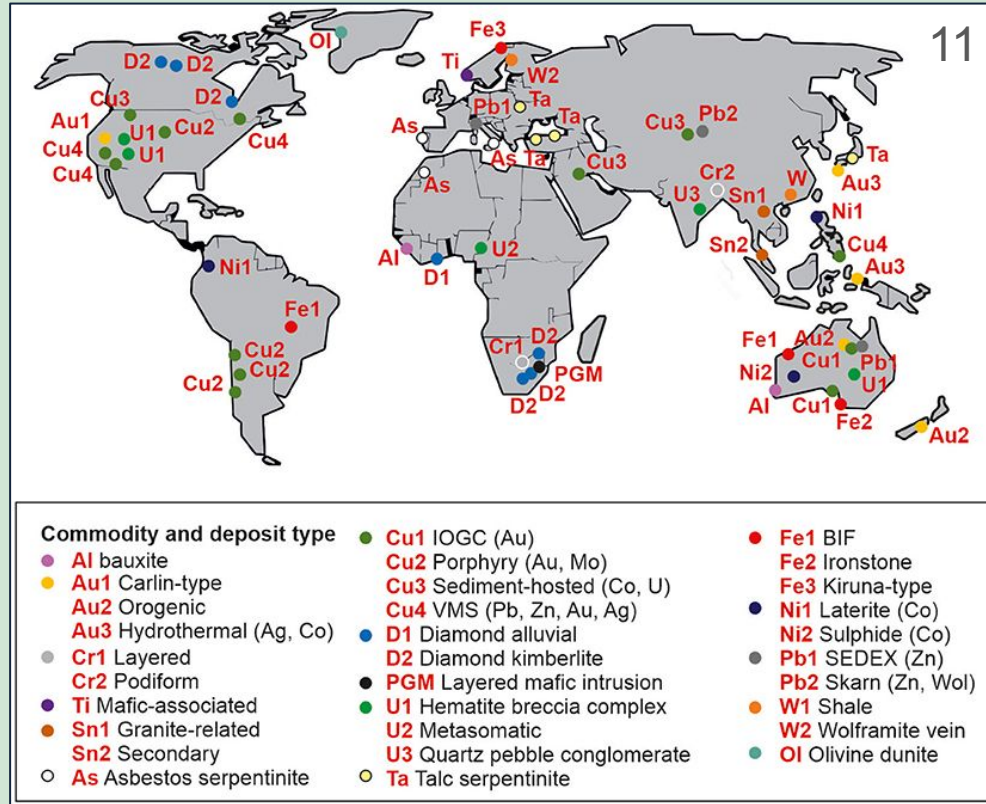 11
Ol
Fe3
D2
D2
Ti
W2
Cu3
D2
Pb1
Ta
Ta
Pb2
Au1
U1
Cu2
As
Cu3
Cu4
U1
Cu4
As
Ta
Cu3
Ta
Cu4
As
Cr2
W
Au3
U3
Sn1
Ni1
Al
U2
Sn2
Cu4
Ni1
D1
Au3
Fe1
D2
Fe1
Au2
Cu2
Cr1
Cu1
Pb1
Cu2
PGM
Ni2
U1
Cu2
D2
D2
Al
Cu1
Fe2
Au2
Commodity and deposit type
Al bauxite
Au1 Carlin-type
Au2 Orogenic
Au3 Hydrothermal (Ag, Co)
Cr1 Layered
Cr2 Podiform
Ti Mafic-associated
Sn1 Granite-related
Sn2 Secondary
As Asbestos serpentinite
Cu1 IOGC (Au)
Cu2 Porphyry (Au, Mo)
Cu3 Sediment-hosted (Co, U)
Cu4 VMS (Pb, Zn, Au, Ag)
D1 Diamond alluvial
D2 Diamond kimberlite
PGM Layered mafic intrusion
U1 Hematite breccia complex
U2 Metasomatic
U3 Quartz pebble conglomerate
Ta Talc serpentinite
Fe1 BIF
Fe2 Ironstone
Fe3 Kiruna-type
Ni1 Laterite (Co)
Ni2 Sulphide (Co)
Pb1 SEDEX (Zn)
Pb2 Skarn (Zn, Wol)
W1 Shale
W2 Wolframite vein
Ol Olivine dunite